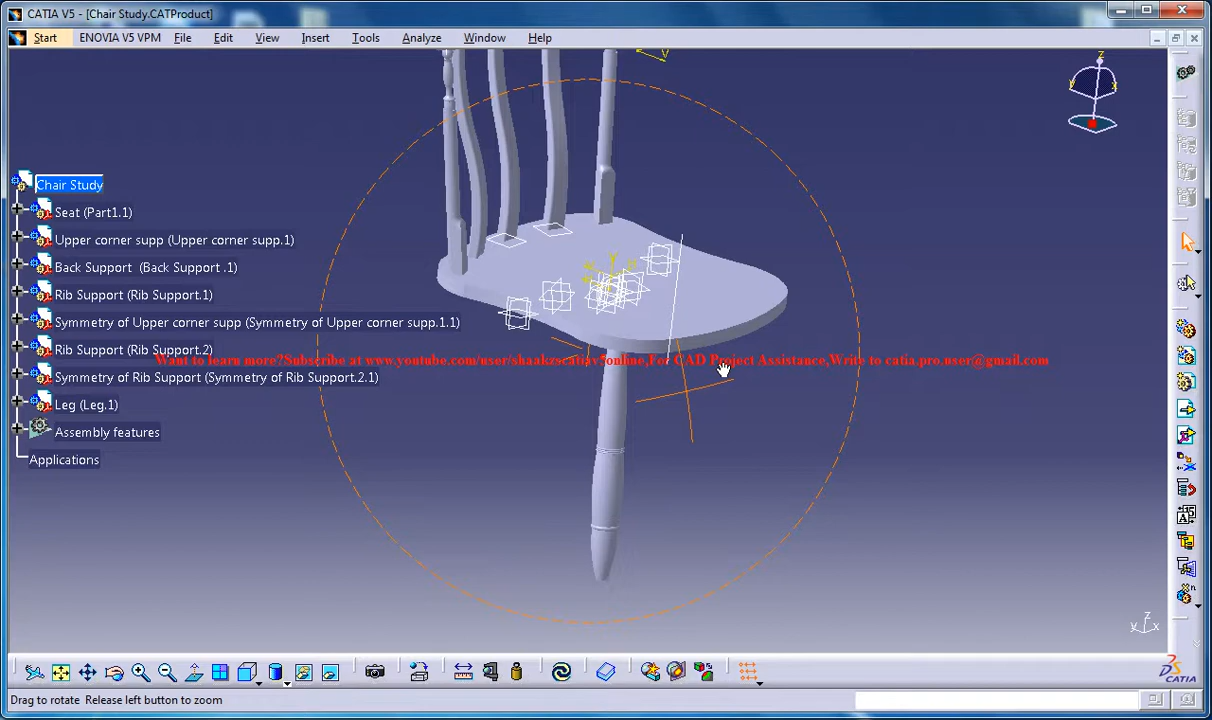 CATIA V5 - [Chair Study.CATProduct]
Start ENOVIA V5 VPM File Edit View Insert Tools Analyze Window Help
Chair Study
Seat (Part1.1)
Upper corner supp (Upper corner supp.1)
Back Support (Back Support .1)
Rib Support (Rib Support.1)
Symmetry of Upper corner supp (Symmetry of Upper corner supp.1.1)
Rib Support (Rib Support.2)
Want to learn more?Subscribe at www.youtube.com/user/shaalkzscatiav5online,For CAD Project Assistance,Write to catia.pro.user@gmail.com
Symmetry of Rib Support (Symmetry of Rib Support.2.1)
Leg (Leg.1)
Assembly features
Applications
z
y x
z
y x
CATIA
Drag to rotate Release left button to zoom